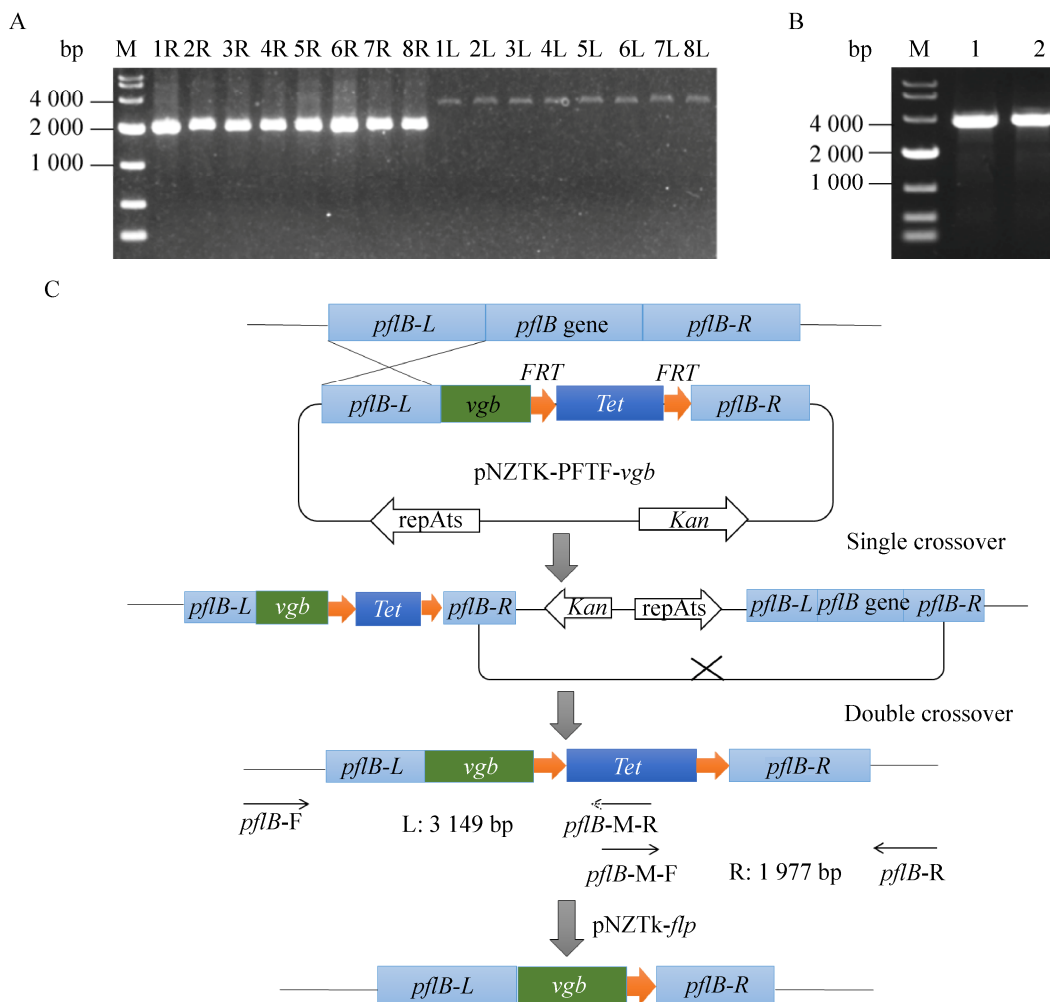 A
bp M 1R 2R 3R 4R 5R 6R 7R 8R 1L 2L 3L 4L 5L 6L 7L 8L
4 000
2 000
1 000
B
bp M 1 2
4 000
2 000
1 000
C
pflB-L pflB gene pflB-R
FRT FRT
pflB-L vgb Tet pflB-R
pNZTK-PFTF-vgb
repAts Kan
Single crossover
pflB-L vgb Tet pflB-R Kan repAts pflB-L pflB gene pflB-R
Double crossover
pflB-L vgb Tet pflB-R
pflB-F L: 3 149 bp pflB-M-R
pflB-M-F R: 1 977 bp pflB-R
pNZTk-flp
pflB-L vgb pflB-R